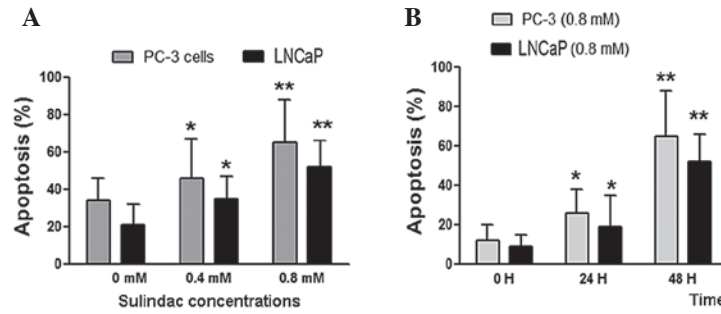 A
PC-3 cells LNCaP
Apoptosis (%)
100
80
60
40
20
0
* * ** **
0 mM 0.4 mM 0.8 mM
Sulindac concentrations
B
PC-3 (0.8 mM)
LNCaP (0.8 mM)
Apoptosis (%)
100
80
60
40
20
0
* * ** **
0 H 24 H 48 H
Time